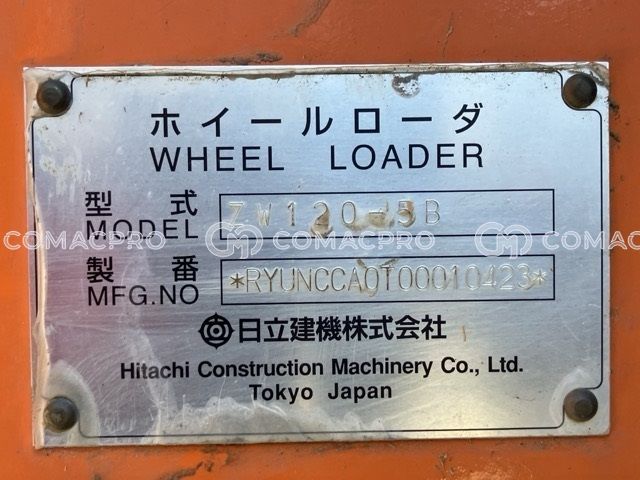 ホイールローダ
WHEEL LOADER
型式
MODEL ZW120-5B
製番
MFG.NO *RYUNCCA0T00010423*
COMACPRO COMACPRO COMACPRO
日立建機株式会社
Hitachi Construction Machinery Co., Ltd.
Tokyo Japan